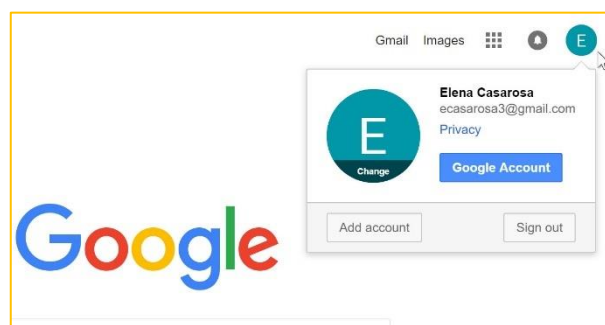 Gmail Images E
Elena Casarosa
ecasarosa3@gmail.com
Privacy
E
Change
Google Account
Add account Sign out
Google